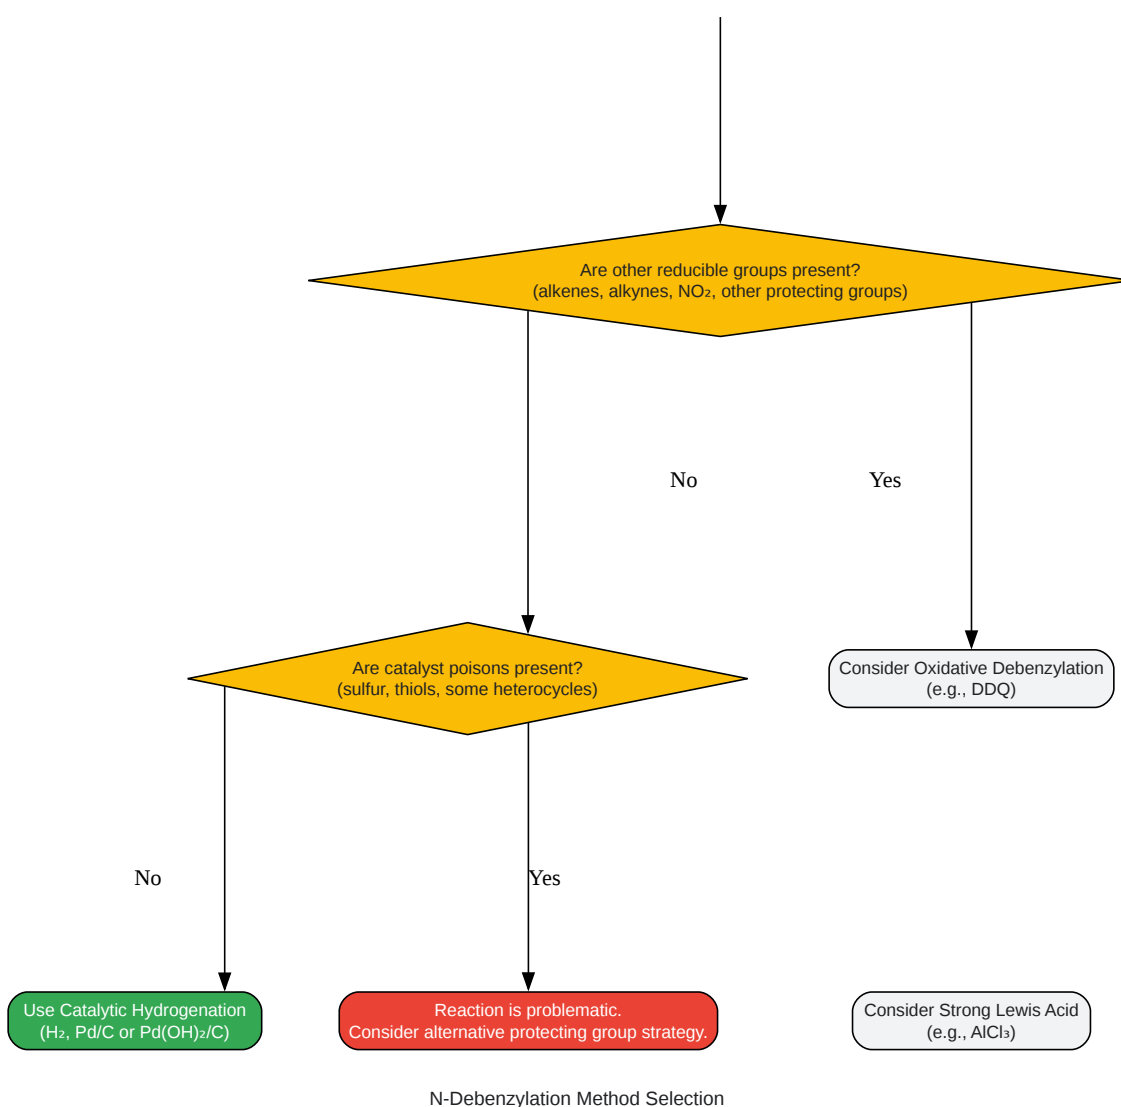 Are other reducible groups present?
(alkenes, alkynes, NO₂, other protecting groups)
No
Yes
Are catalyst poisons present?
(sulfur, thiols, some heterocycles)
Consider Oxidative Debenzylation
(e.g., DDQ)
No
Yes
Use Catalytic Hydrogenation
(H₂, Pd/C or Pd(OH)₂/C)
Reaction is problematic.
Consider alternative protecting group strategy.
Consider Strong Lewis Acid
(e.g., AlCl₃)
N-Debenzylation Method Selection